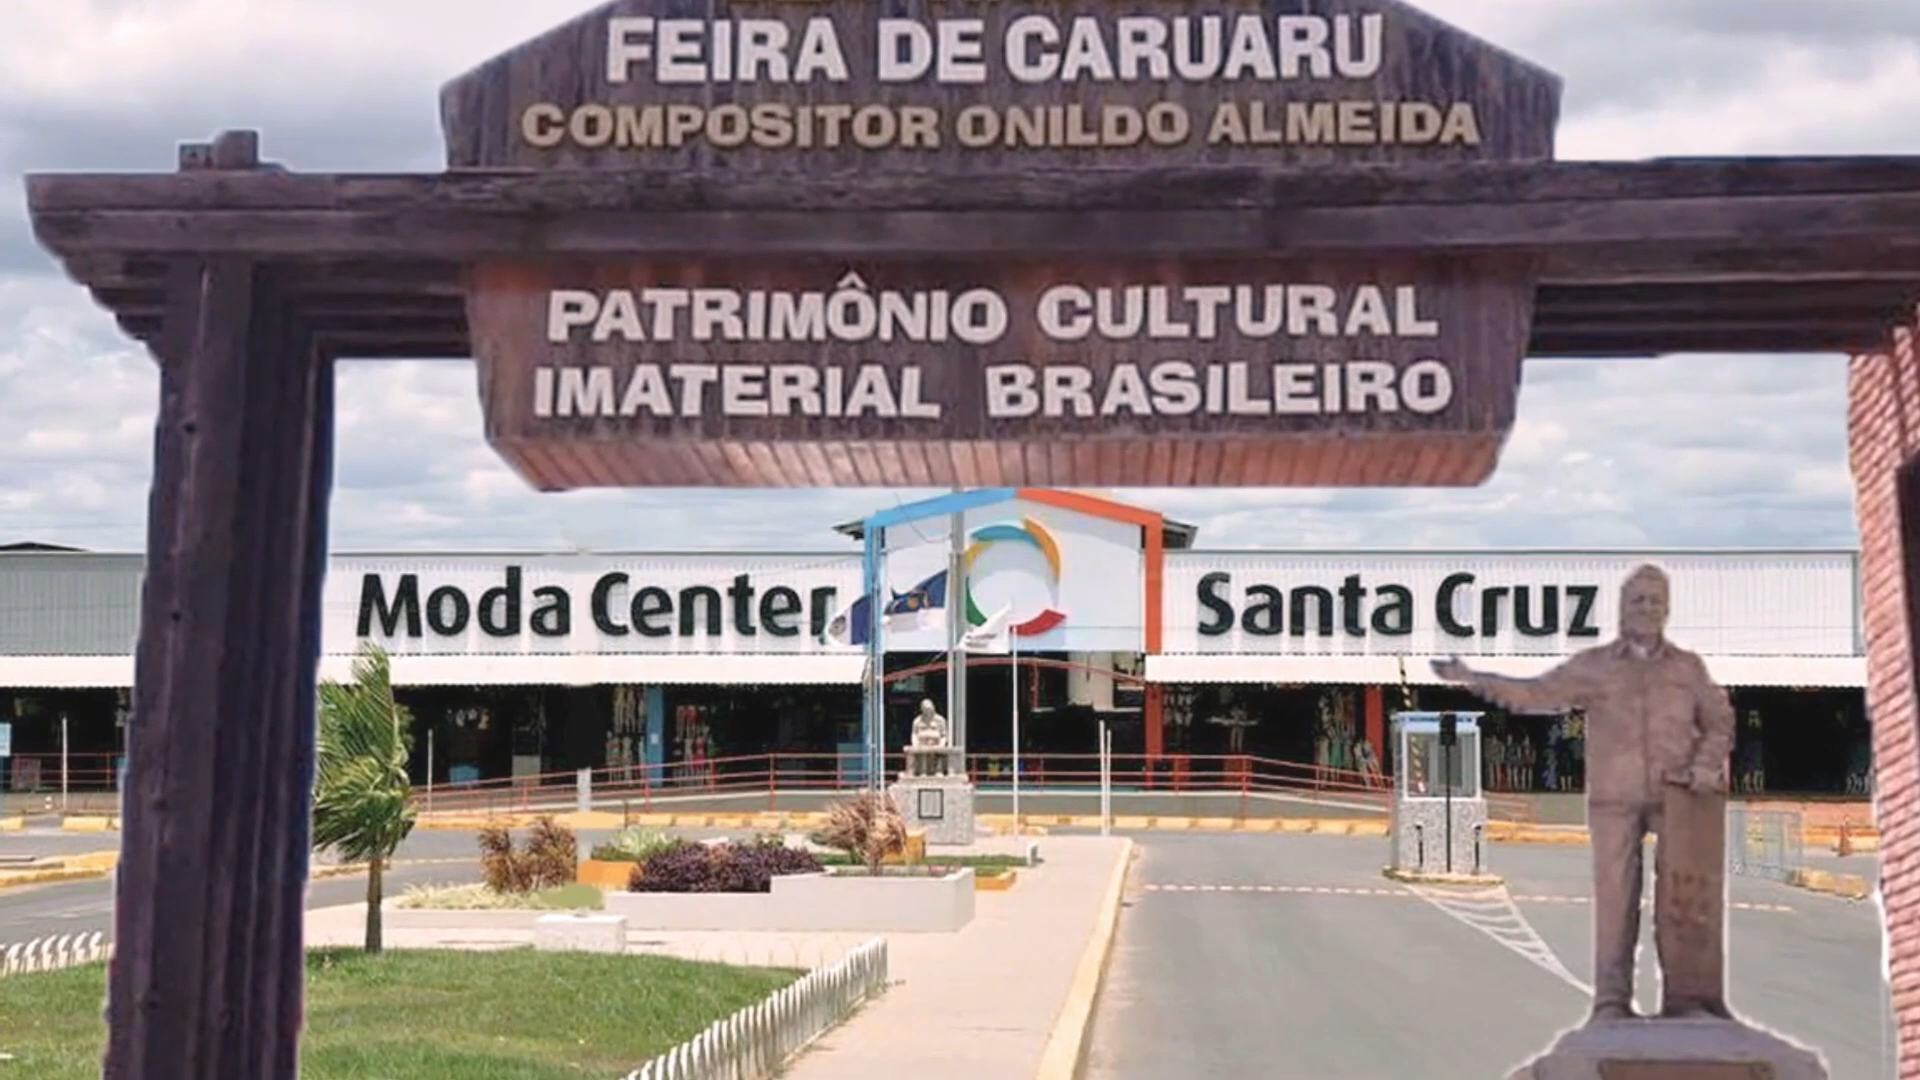 FEIRA DE CARUARU
COMPOSITOR ONILDO ALMEIDA
PATRIMÔNIO CULTURAL
IMATERIAL BRASILEIRO
Moda Center
Santa Cruz